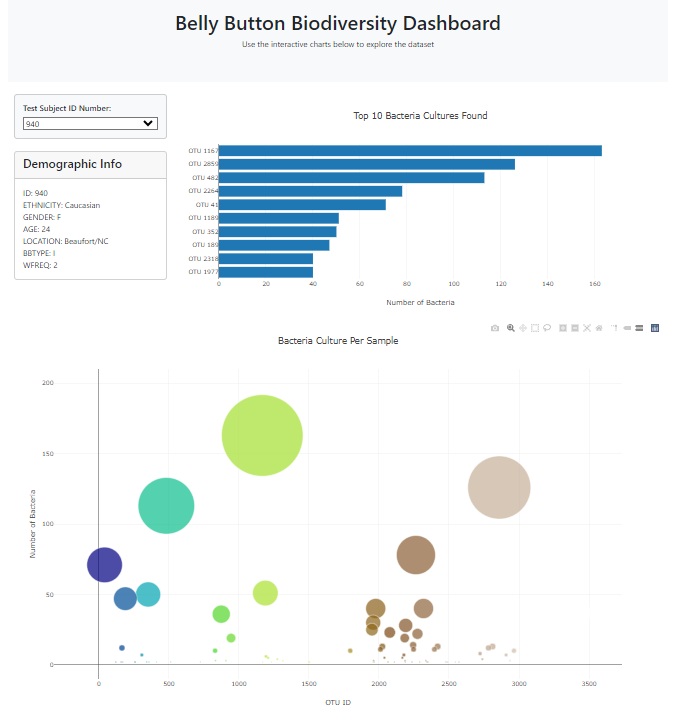 Belly Button Biodiversity Dashboard
Use the interactive charts below to explore the dataset
Test Subject ID Number:
940
Demographic Info
ID: 940
ETHNICITY: Caucasian
GENDER: F
AGE: 24
LOCATION: Beaufort/NC
BBTYPE: I
WFREQ: 2
Top 10 Bacteria Cultures Found
OTU 1167
OTU 2859
OTU 482
OTU 2264
OTU 41
OTU 1189
OTU 352
OTU 189
OTU 2318
OTU 1977
0 20 40 60 80 100 120 140 160
Number of Bacteria
Bacteria Culture Per Sample
Number of Bacteria
200
150
100
50
0
0 500 1000 1500 2000 2500 3000 3500
OTU ID